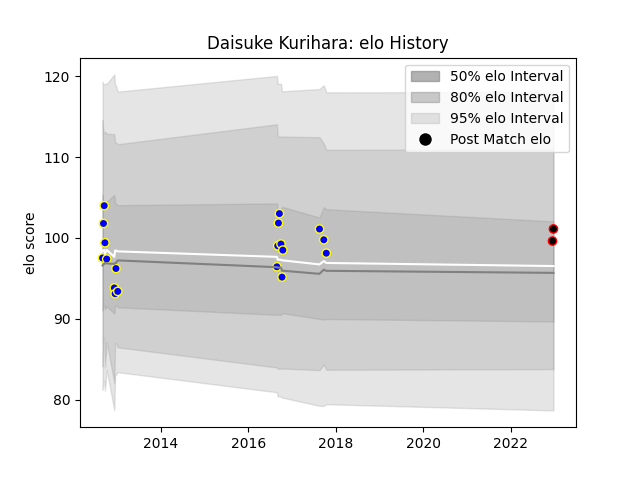 Daisuke Kurihara: elo History
120
110
100
90
80
elo score
50% elo Interval
80% elo Interval
95% elo Interval
Post Match elo
2014
2016
2018
2020
2022